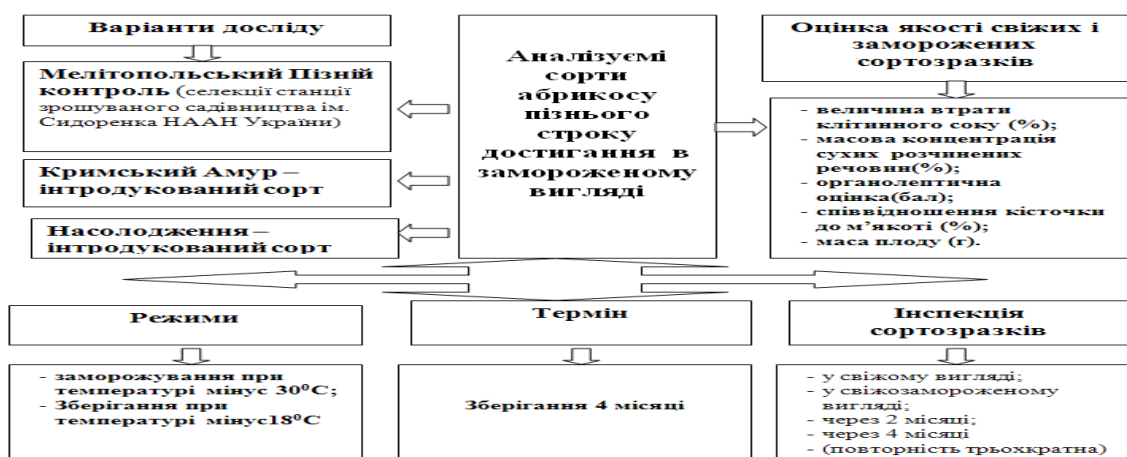 Варіанти досліду
Мелітопольський Пізній
контроль (селекції станції
зрошуваного садівництва ім.
Сидоренка НААН України)
Кримський Амур –
інтродукований сорт
Насолодження –
інтродукований сорт
Аналізуємі
сорти
абрикосу
пізнього
строку
достигання в
замороженому
вигляді
Оцінка якості свіжих і
заморожених
сортозразків
- величина втрати
клітинного соку (%);
- масова концентрація
сухих розчинених
речовин(%);
- органолептична
оцінка(бал);
- співвідношення кісточки
до м’якоті (%);
- маса плоду (г).
Режими
- заморожування при
температурі мінус 30⁰С;
- Зберігання при
температурі мінус18⁰С
Термін
Зберігання 4 місяці
Інспекція
сортозразків
- у свіжому вигляді;
- у свіжозамороженому
вигляді;
- через 2 місяці;
- через 4 місяці
- (повторність трьохкратна)